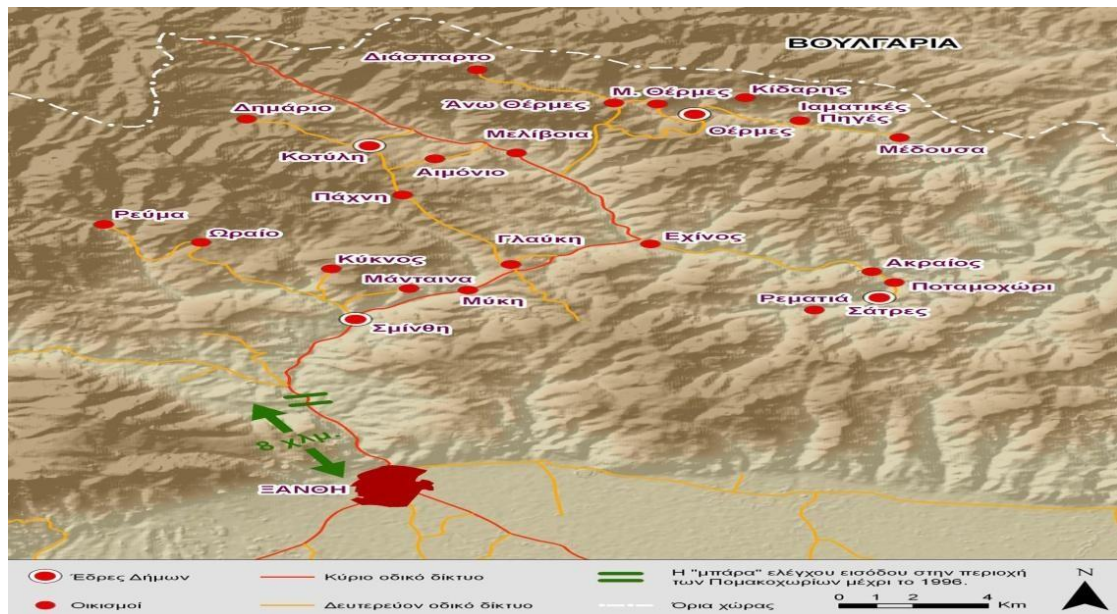 ΒΟΥΛΓΑΡΙΑ
Διάσπαρτο
Άνω Θέρμες
Μ. Θέρμες
Κίδαρης
Ιαματικές
Πηγές
Θέρμες
Μέδουσα
Δημάριο
Μελίβοια
Κοτύλη
Αιμόνιο
Πάχνη
Ρεύμα
Ωραίο
Γλαύκη
Εχίνος
Κύκνος
Μάνταινα
Μύκη
Ακραίος
Ποταμοχώρι
Ρεματιά
Σάτρες
Σμίνθη
8 χλμ.
ΞΑΝΘΗ
Έδρες Δήμων
Κύριο οδικό δίκτυο
Η "μπάρα" ελέγχου εισόδου στην περιοχή
των Πομακοχωρίων μέχρι το 1996.
Οικισμοί
Δευτερεύον οδικό δίκτυο
Όρια χώρας
0 1 2 4
Km